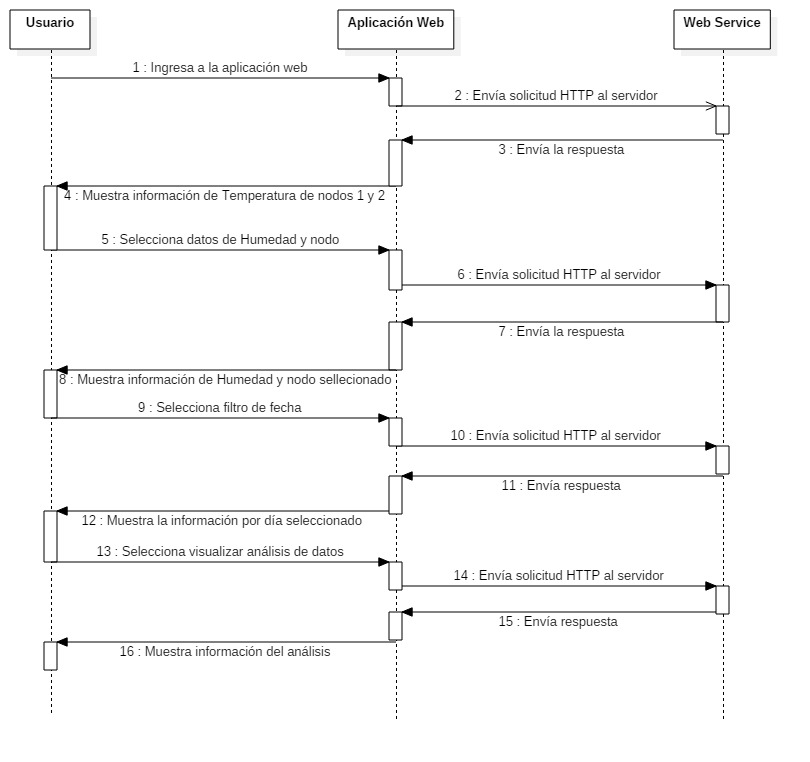 Usuario
Aplicación Web
Web Service
1 : Ingresa a la aplicación web
2 : Envía solicitud HTTP al servidor
3 : Envía la respuesta
4 : Muestra información de Temperatura de nodos 1 y 2
5 : Selecciona datos de Humedad y nodo
6 : Envía solicitud HTTP al servidor
7 : Envía la respuesta
8 : Muestra información de Humedad y nodo sellecionado
9 : Selecciona filtro de fecha
10 : Envía solicitud HTTP al servidor
11 : Envía respuesta
12 : Muestra la información por día seleccionado
13 : Selecciona visualizar análisis de datos
14 : Envía solicitud HTTP al servidor
15 : Envía respuesta
16 : Muestra información del análisis